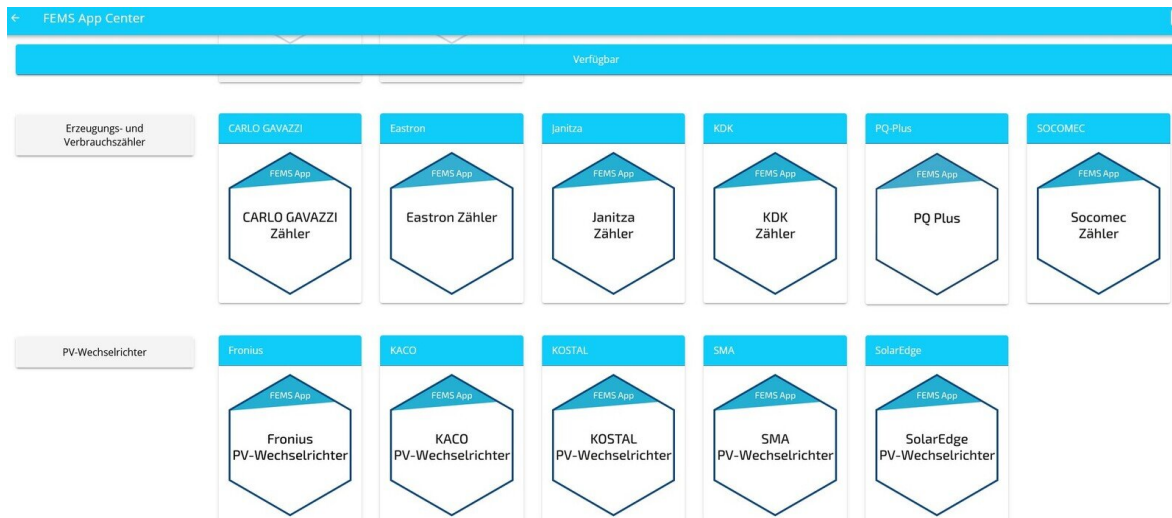 FEMS App Center
Verfügbar
Erzeugungs- und
Verbrauchszähler
CARLO GAVAZZI
FEMS App
CARLO GAVAZZI
Zähler
Eastron
FEMS App
Eastron Zähler
Janitza
FEMS App
Janitza
Zähler
KDK
FEMS App
KDK
Zähler
PQ-Plus
FEMS App
PQ Plus
SOCOMEC
FEMS App
Socomec
Zähler
PV-Wechselrichter
Fronius
FEMS App
Fronius
PV-Wechselrichter
KACO
FEMS App
KACO
PV-Wechselrichter
KOSTAL
FEMS App
KOSTAL
PV-Wechselrichter
SMA
FEMS App
SMA
PV-Wechselrichter
SolarEdge
FEMS App
SolarEdge
PV-Wechselrichter